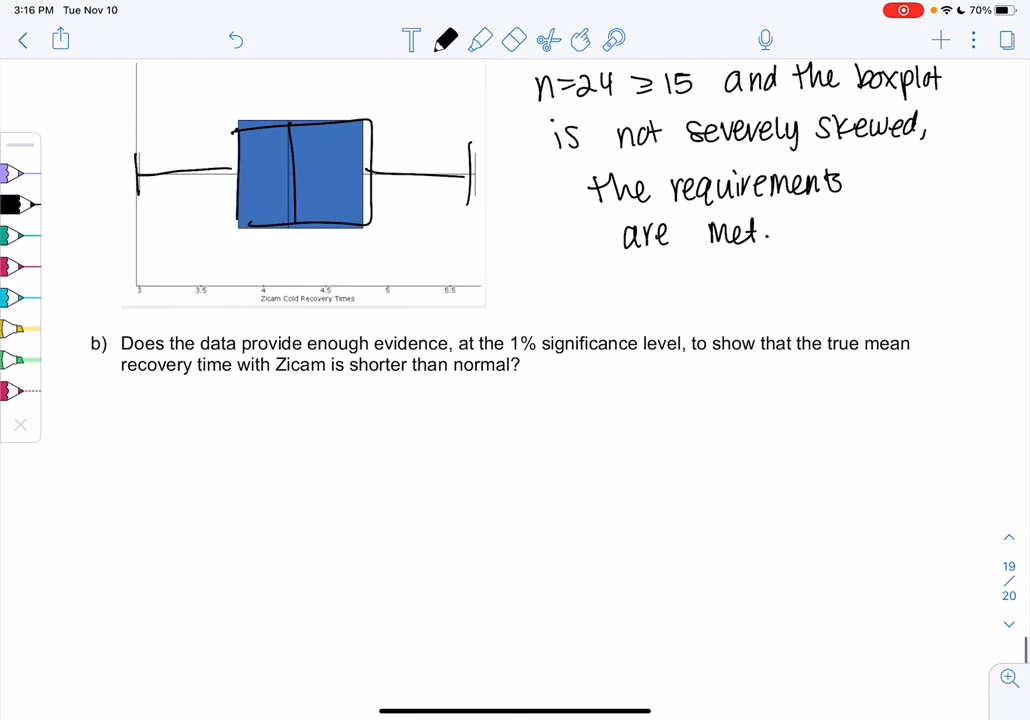 3:16 PM Tue Nov 10
70%
n=24 ≥ 15 and the boxplot
is not severely skewed,
the requirements
are met.
3 3.5 4 4.5 5 5.5
Zicam Cold Recovery Times
b) Does the data provide enough evidence, at the 1% significance level, to show that the true mean
recovery time with Zicam is shorter than normal?
19
/
20